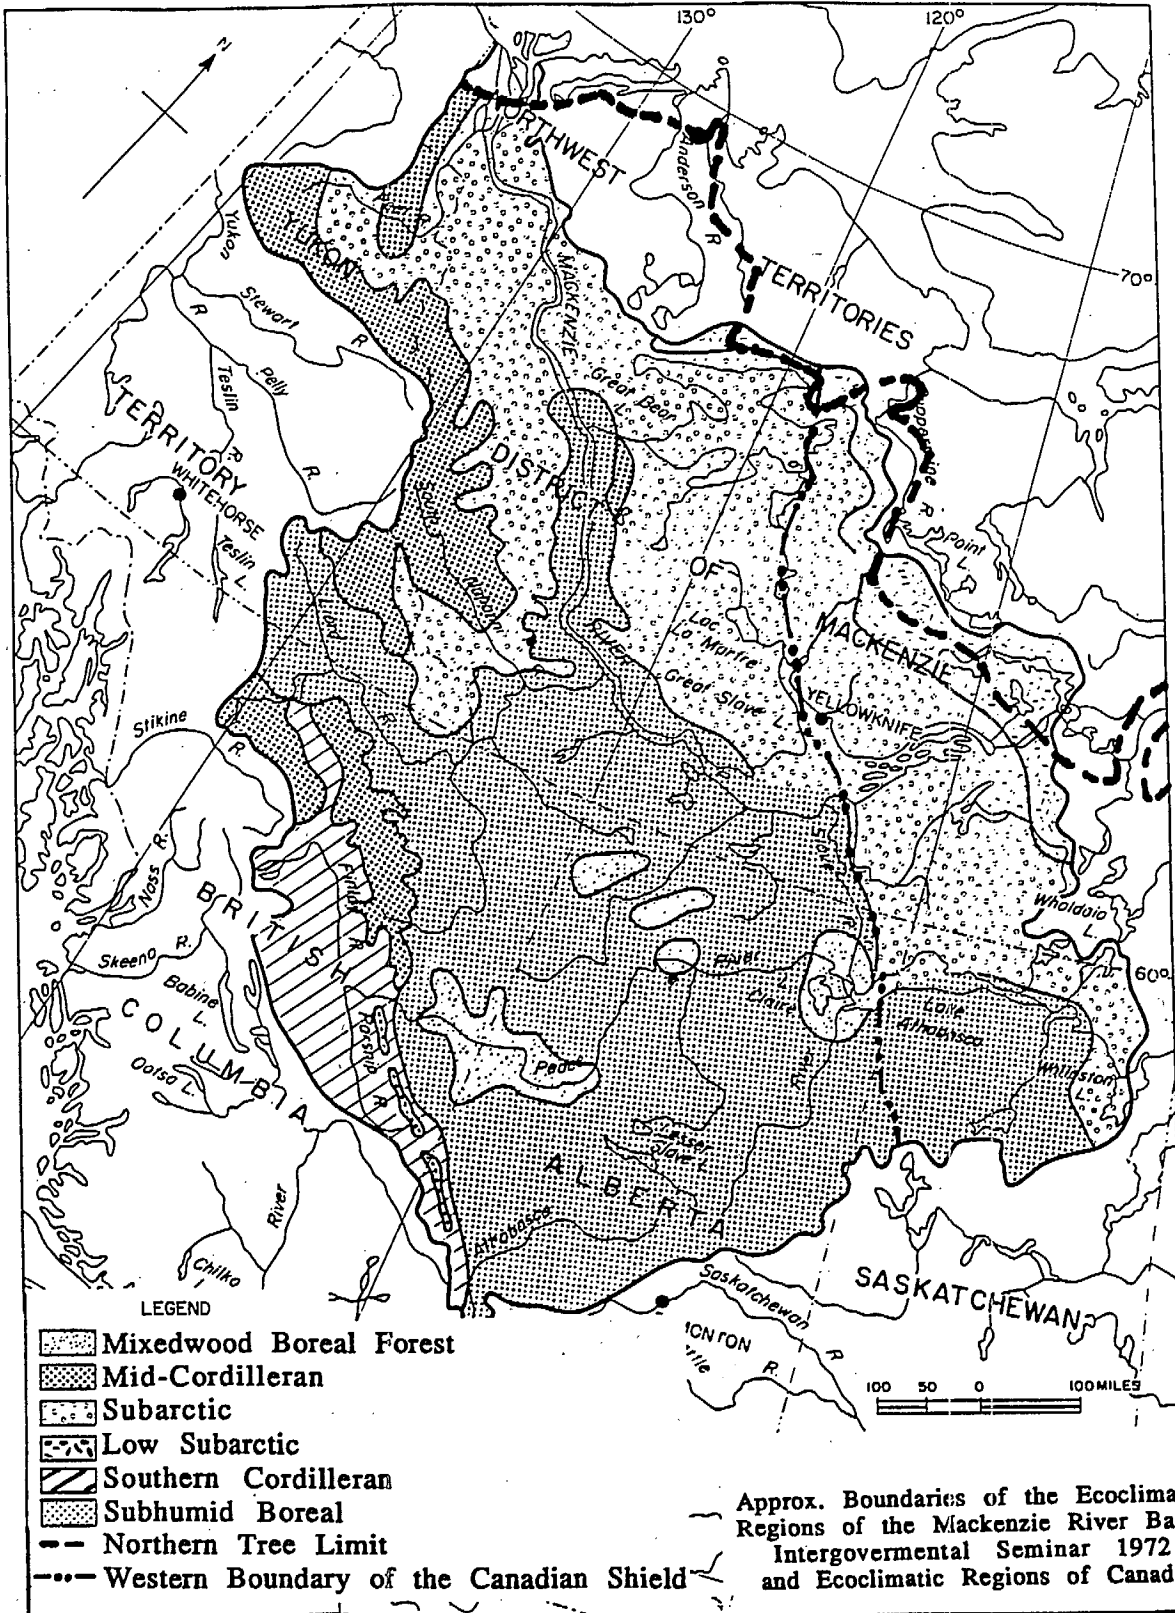 130°
120°
N
NORTHWEST
Anderson
R
TERRITORIES
70°
YUKON
Peel R.
Yukon
R
Stewart
R
Pelly
R.
Teslin
R
TERRITORY
WHITEHORSE
Teslin
L.
MACKENZIE
Great Bear
L.
DISTRICT
OF
MACKENZIE
RIVER
South
Nahanni
Liard
R.
Point
L.
R
Lac
La Martre
Great Slave L.
YELLOWKNIFE
Stikine
R.
Nass R.
Skeena R.
Babine
L.
Ootsa L.
BRITISH
COLUMBIA
Finlay
R.
Parsnip
R
Peace
River
L.
Claire
River
R.
Lake
Athabasca
Wholdaia
L.
60°
Wollaston
L
Lesser
Slave L.
ALBERTA
Athabasca
River
Chilko
L
Saskatchewan
R
SASKATCHEWAN
MONTON
R.
100 50 0 100 MILES
LEGEND
Mixedwood Boreal Forest
Mid-Cordilleran
Subarctic
Low Subarctic
Southern Cordilleran
Subhumid Boreal
Northern Tree Limit
Western Boundary of the Canadian Shield
Approx. Boundaries of the Ecoclima
Regions of the Mackenzie River Ba
Intergovermental Seminar 1972
and Ecoclimatic Regions of Canad